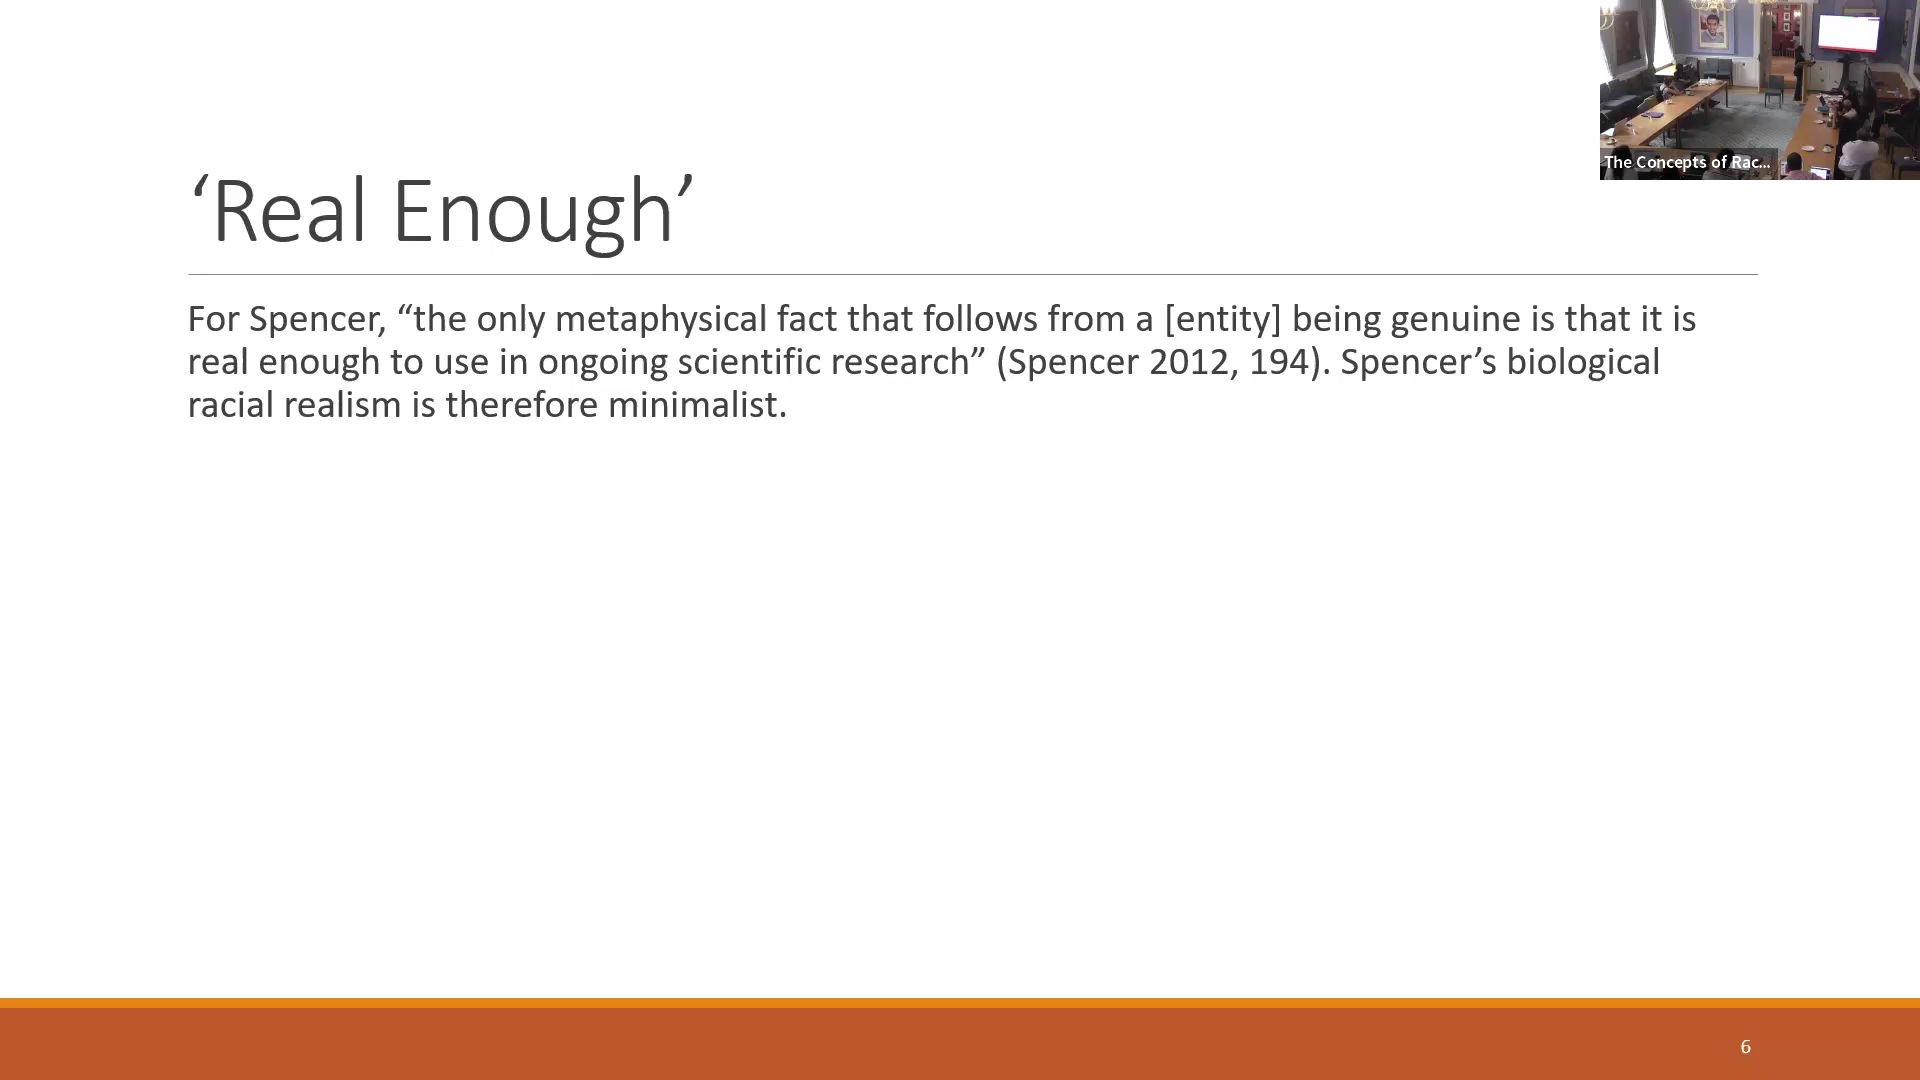 The Concepts of Rac...
‘Real Enough’
For Spencer, “the only metaphysical fact that follows from a [entity] being genuine is that it is
real enough to use in ongoing scientific research” (Spencer 2012, 194). Spencer’s biological
racial realism is therefore minimalist.
6